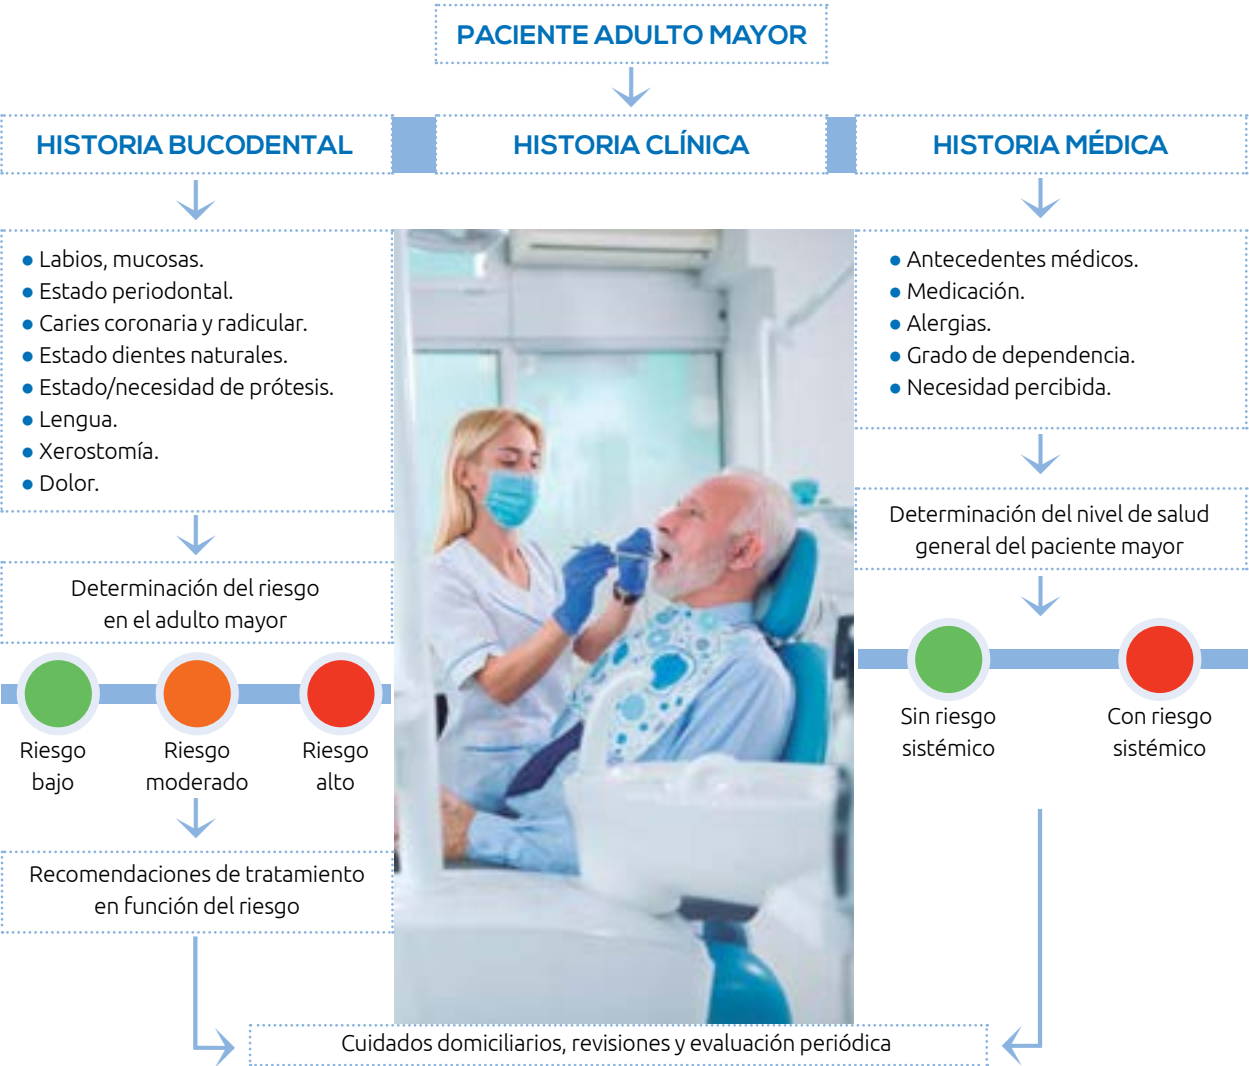 PACIENTE ADULTO MAYOR
HISTORIA BUCODENTAL
HISTORIA CLÍNICA
HISTORIA MÉDICA
● Labios, mucosas.
● Estado periodontal.
● Caries coronaria y radicular.
● Estado dientes naturales.
● Estado/necesidad de prótesis.
● Lengua.
● Xerostomía.
● Dolor.
Determinación del riesgo
en el adulto mayor
Riesgo
bajo
Riesgo
moderado
Riesgo
alto
Recomendaciones de tratamiento
en función del riesgo
● Antecedentes médicos.
● Medicación.
● Alergias.
● Grado de dependencia.
● Necesidad percibida.
Determinación del nivel de salud
general del paciente mayor
Sin riesgo
sistémico
Con riesgo
sistémico
Cuidados domiciliarios, revisiones y evaluación periódica